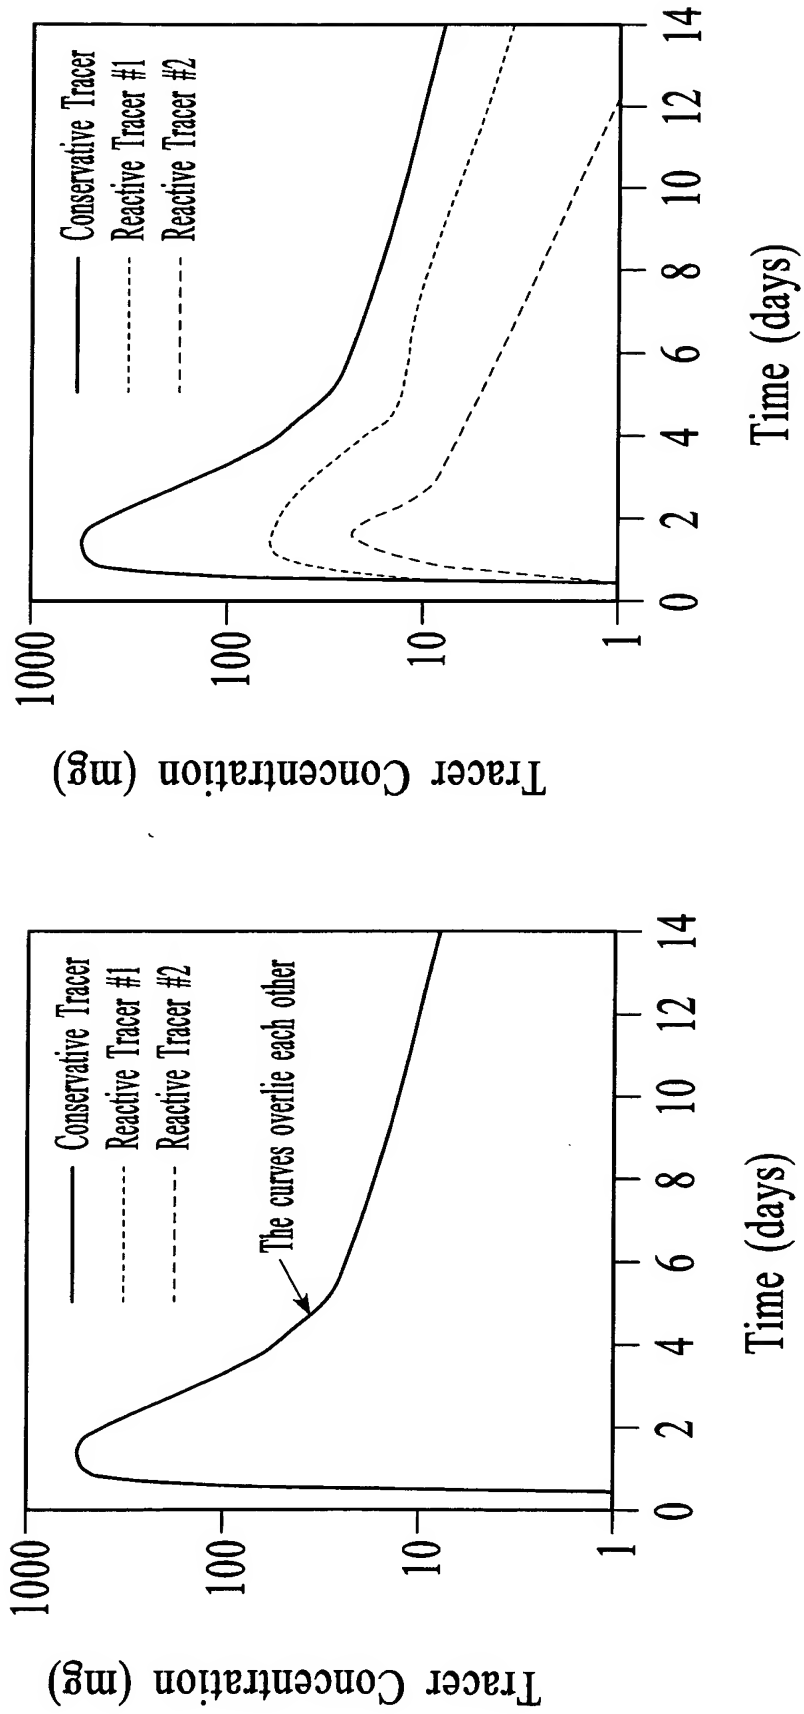 1000
100
10
1
Tracer Concentration (mg)
0 2 4 6 8 10 12 14
Time (days)
Conservative Tracer
Reactive Tracer #1
Reactive Tracer #2
The curves overlie each other
1000
100
10
1
Tracer Concentration (mg)
0 2 4 6 8 10 12 14
Time (days)
Conservative Tracer
Reactive Tracer #1
Reactive Tracer #2